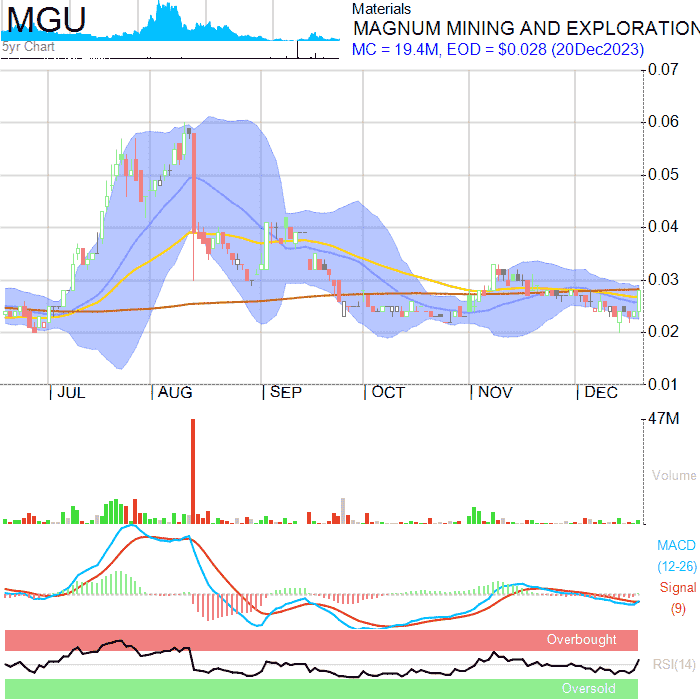 MGU
5yr Chart
Materials
MAGNUM MINING AND EXPLORATION
MC = 19.4M, EOD = $0.028 (20Dec2023)
0.07
0.06
0.05
0.04
0.03
0.02
0.01
JUL AUG SEP OCT NOV DEC
47M
Volume
MACD
(12-26)
Signal
(9)
Overbought
RSI(14)
Oversold